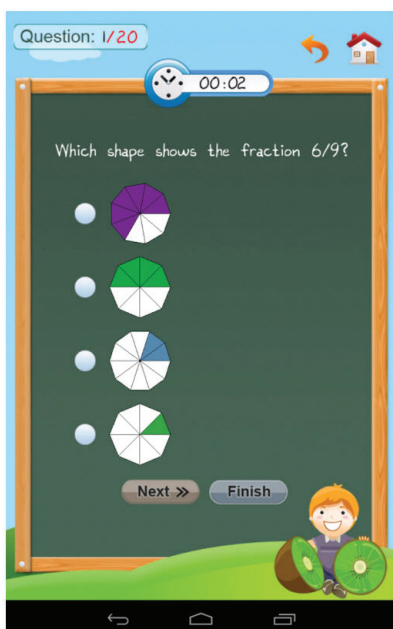 Question: 1/20
00:02
Which shape shows the fraction 6/9?
Next »
Finish